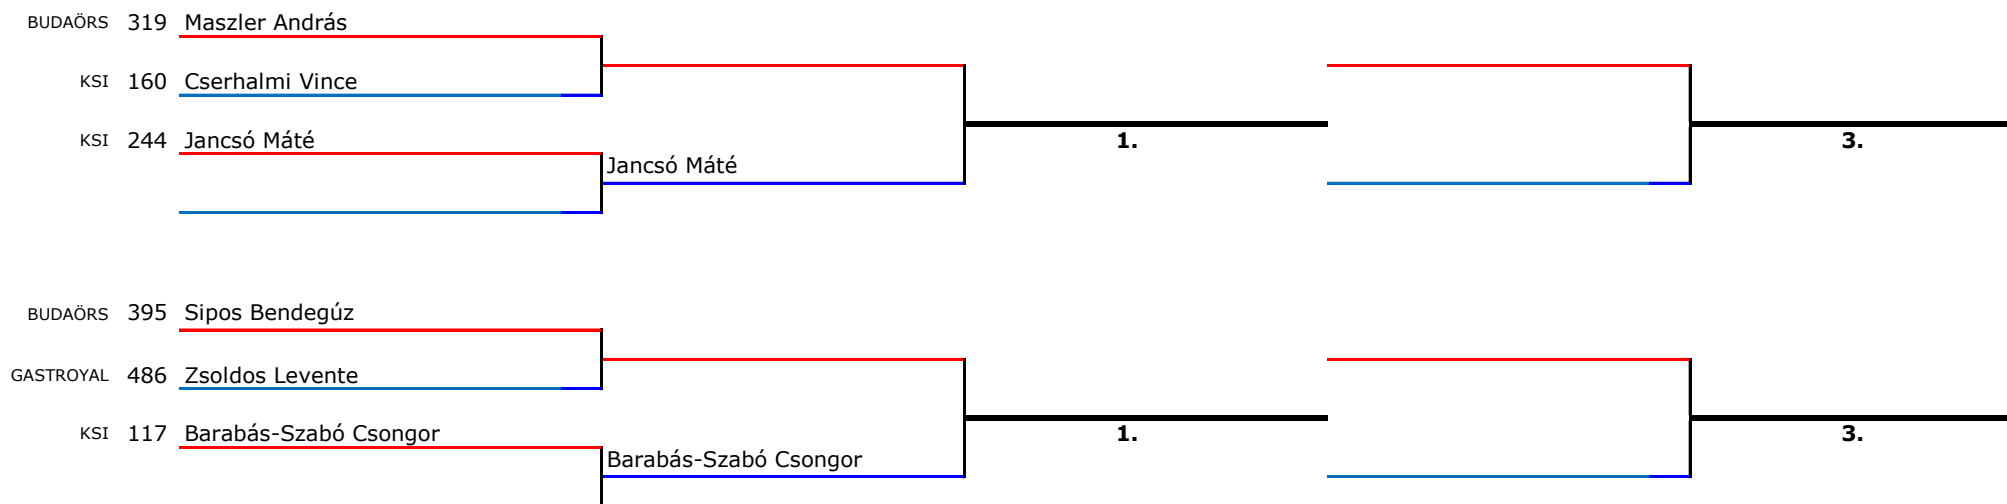 BUDAÖRS 319 Maszler András
KSI 160 Cserhalmi Vince
KSI 244 Jancsó Máté
1.
3.
Jancsó Máté
BUDAÖRS 395 Sipos Bendegúz
GASTROYAL 486 Zsoldos Levente
KSI 117 Barabás-Szabó Csongor
1.
3.
Barabás-Szabó Csongor